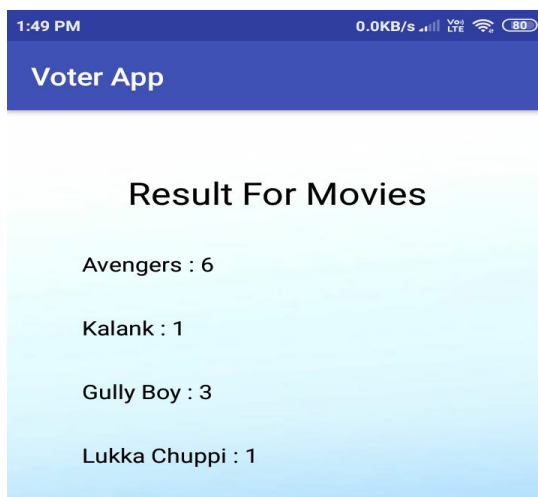 1:49 PM 0.0KB/s Vo) LTE 80
Voter App
Result For Movies
Avengers : 6
Kalank : 1
Gully Boy : 3
Lukka Chuppi : 1